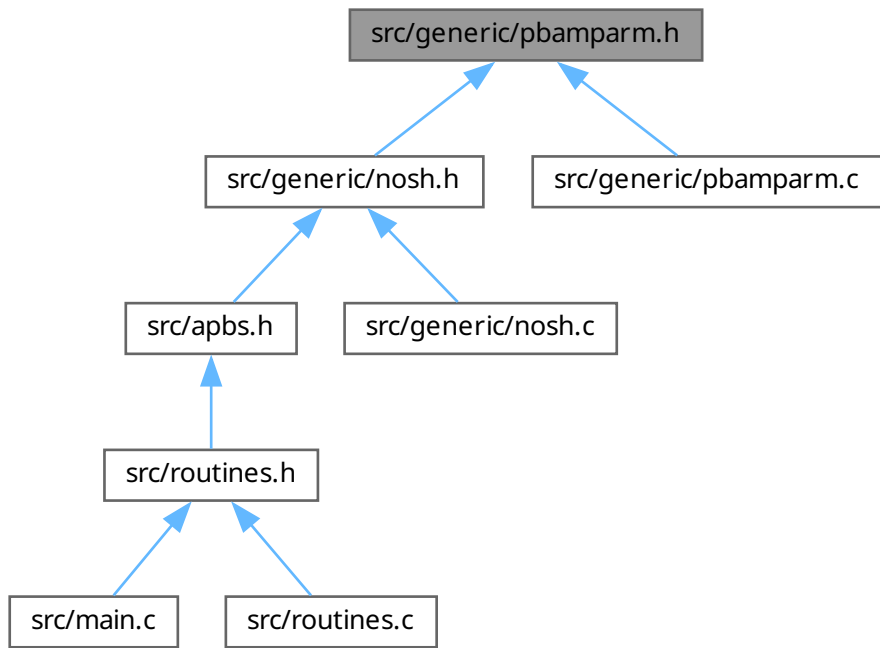 src/generic/pbamparm.h
src/generic/nosh.h
src/generic/pbamparm.c
src/apbs.h
src/generic/nosh.c
src/routines.h
src/main.c
src/routines.c